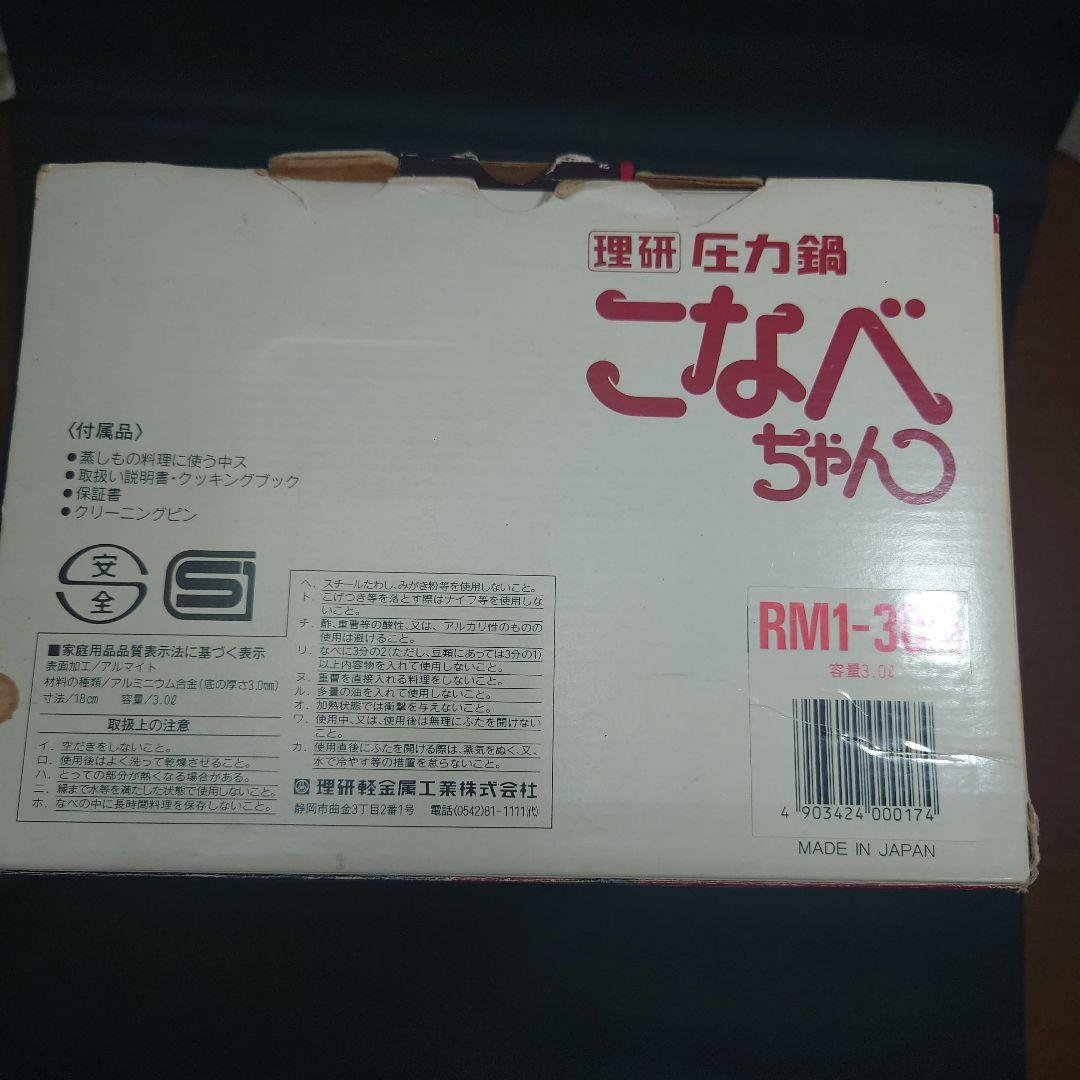 理研 圧力鍋
こなべ
ちゃん
〈付属品〉
●蒸しもの料理に使う中ス
●取扱い説明書・クッキングブック
●保証書
●クリーニングピン
安
全
S
■家庭用品品質表示法に基づく表示
表面加工/アルマイト
材料の種類/アルミニウム合金(底の厚さ3.0mm)
寸法/18cm 容量/3.0ℓ
取扱上の注意
イ. 空だきをしないこと。
ロ. 使用後はよく洗って乾燥させること。
ハ. とっての部分が熱くなる場合がある。
ニ. 縁まで水等を満たした状態で使用しないこと。
ホ. なべの中に長時間料理を保存しないこと。
ヘ. スチールたわし、みがき粉等を使用しないこと。
ト. こげつき等を落とす際はナイフ等を使用しな
いこと。
チ. 酢、重曹等の酸性、又は、アルカリ性のものの
使用は避けること。
リ. なべに3分の2(ただし、豆類にあっては3分の1)
以上内容物を入れて使用しないこと。
ヌ. 重曹を直接入れる料理をしないこと。
ル. 多量の油を入れて使用しないこと。
オ. 加熱状態では衝撃を与えないこと。
ワ. 使用中、又は、使用後は無理にふたを開けない
こと。
カ. 使用直後にふたを開ける際は、蒸気をぬく、又、
水で冷やす等の措置を怠らないこと。
理研軽金属工業株式会社
静岡市曲金3丁目2番1号 電話(0542)81-1111(代)
RM1-3
容量3.0ℓ
4 903424 000174
MADE IN JAPAN